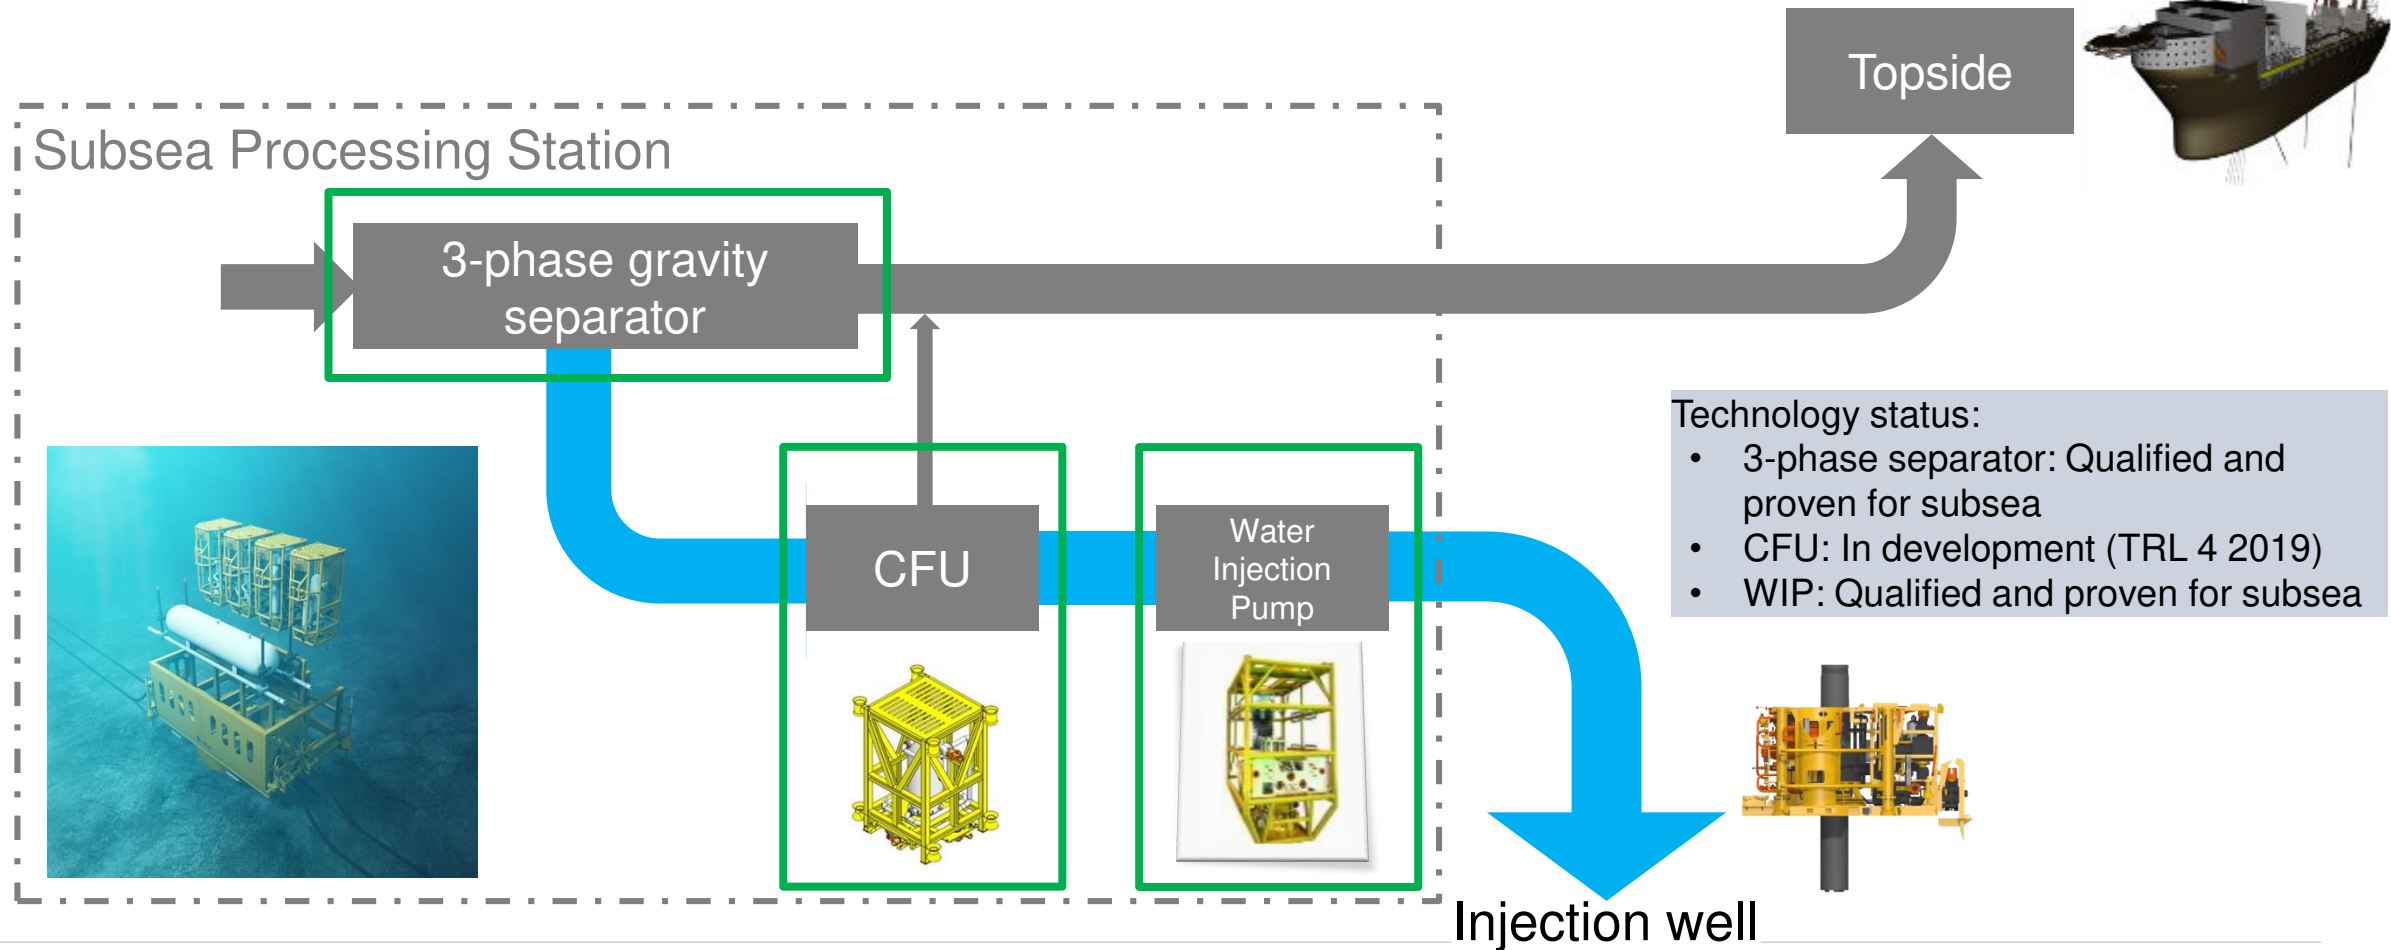 Topside
Subsea Processing Station
3-phase gravity
separator
CFU
Water
Injection
Pump
Technology status:
• 3-phase separator: Qualified and
proven for subsea
• CFU: In development (TRL 4 2019)
• WIP: Qualified and proven for subsea
Injection well